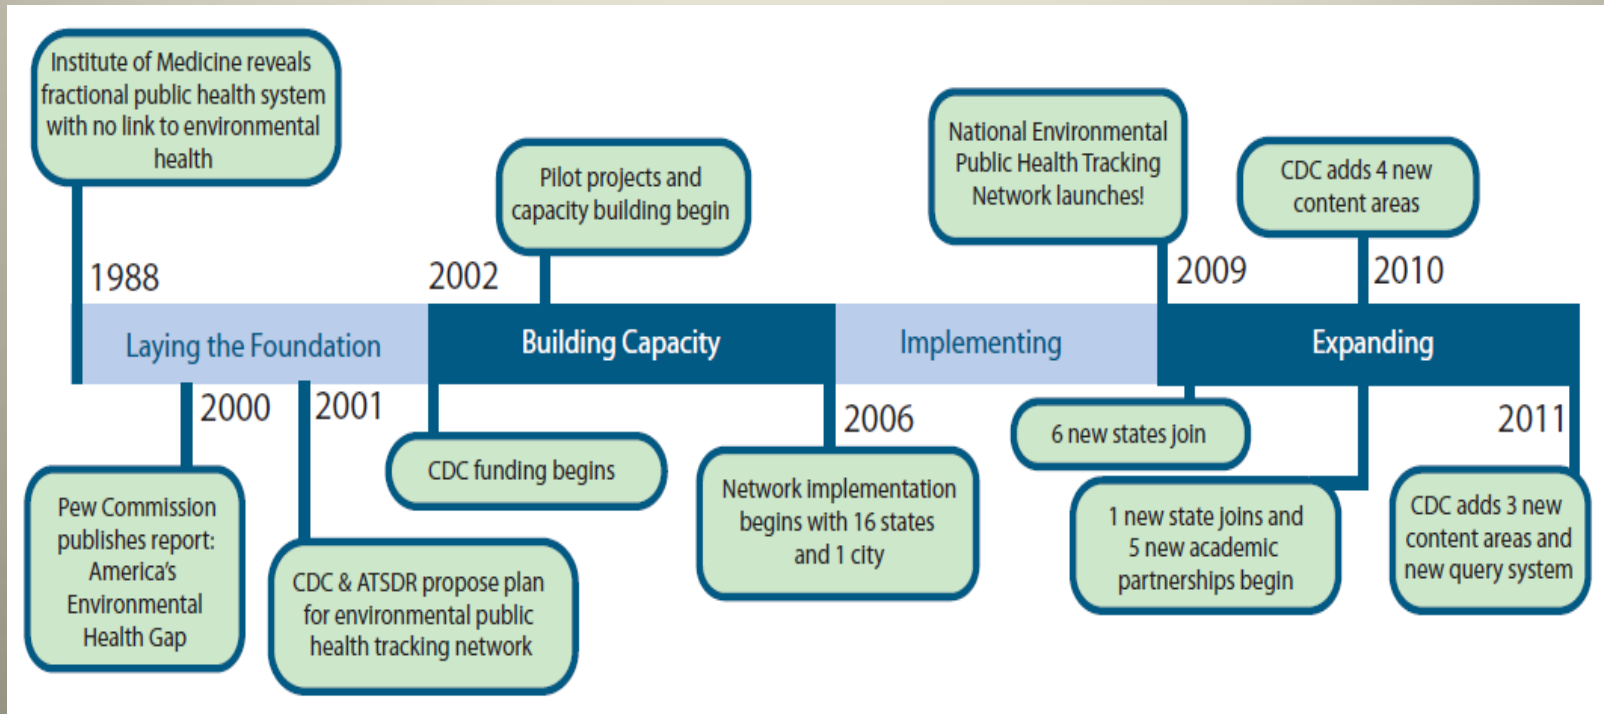 Institute of Medicine reveals
fractional public health system
with no link to environmental
health
Pilot projects and
capacity building begin
National Environmental
Public Health Tracking
Network launches!
CDC adds 4 new
content areas
1988
2002
2009
2010
Laying the Foundation
Building Capacity
Implementing
Expanding
2000
2001
2006
2011
Pew Commission
publishes report:
America's
Environmental
Health Gap
CDC & ATSDR propose plan
for environmental public
health tracking network
CDC funding begins
Network implementation
begins with 16 states
and 1 city
6 new states join
1 new state joins and
5 new academic
partnerships begin
CDC adds 3 new
content areas and
new query system